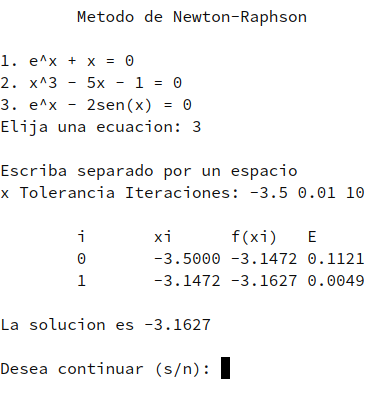 Metodo de Newton-Raphson
1. e^x + x = 0
2. x^3 - 5x - 1 = 0
3. e^x - 2sen(x) = 0
Elija una ecuacion: 3
Escriba separado por un espacio
x Tolerancia Iteraciones: -3.5 0.01 10
i xi f(xi) E
0 -3.5000 -3.1472 0.1121
1 -3.1472 -3.1627 0.0049
La solucion es -3.1627
Desea continuar (s/n):